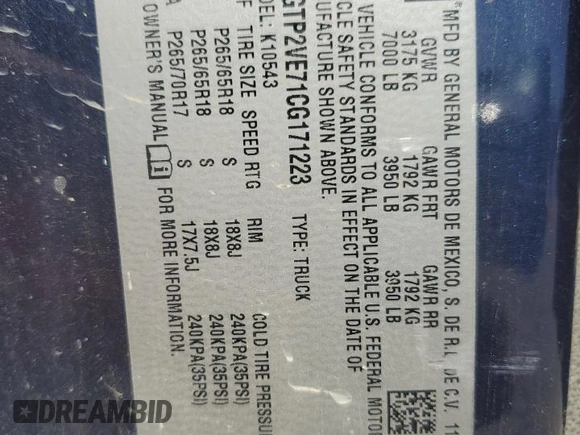 MFD BY GENERAL MOTORS DE MEXICO, S. DE R.L. DE C.V. 11
GVWR GAWR FRT GAWR RR
3175 KG 1792 KG 1792 KG
7000 LB 3950 LB 3950 LB
VEHICLE CONFORMS TO ALL APPLICABLE U.S. FEDERAL MOTO
CLE SAFETY STANDARDS IN EFFECT ON THE DATE OF
UFACTURE SHOWN ABOVE.
GTP2VE71CG171223 TYPE: TRUCK
DEL: K10543
OF TIRE SIZE SPEED RTG RIM COLD TIRE PRESSU
P265/65R18 S 18X8J 240KPA(35PSI)
P265/65R18 S 18X8J 240KPA(35PSI)
A P265/70R17 S 17X7.5J 240KPA(35PSI)
OWNER'S MANUAL i FOR MORE INFORMATION.
DREAMBID